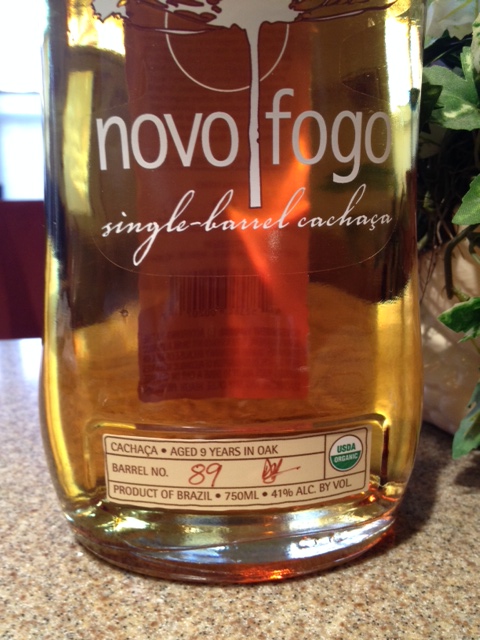 novo fogo
single-barrel cachaça
CACHAÇA • AGED 9 YEARS IN OAK
BARREL NO. 89
PRODUCT OF BRAZIL • 750ML • 41% ALC. BY VOL.
USDA
ORGANIC